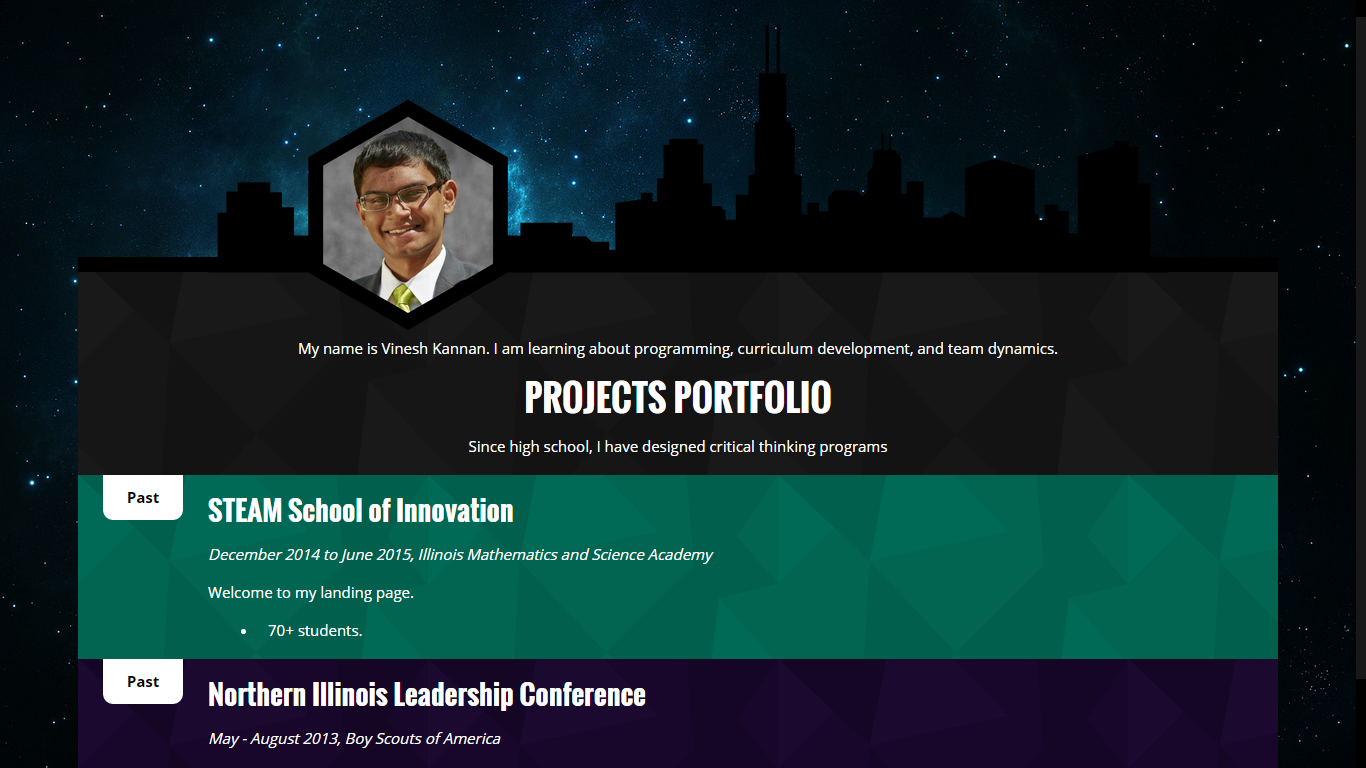 My name is Vinesh Kannan. I am learning about programming, curriculum development, and team dynamics.
PROJECTS PORTFOLIO
Since high school, I have designed critical thinking programs
Past
STEAM School of Innovation
December 2014 to June 2015, Illinois Mathematics and Science Academy
Welcome to my landing page.
• 70+ students.
Past
Northern Illinois Leadership Conference
May - August 2013, Boy Scouts of America